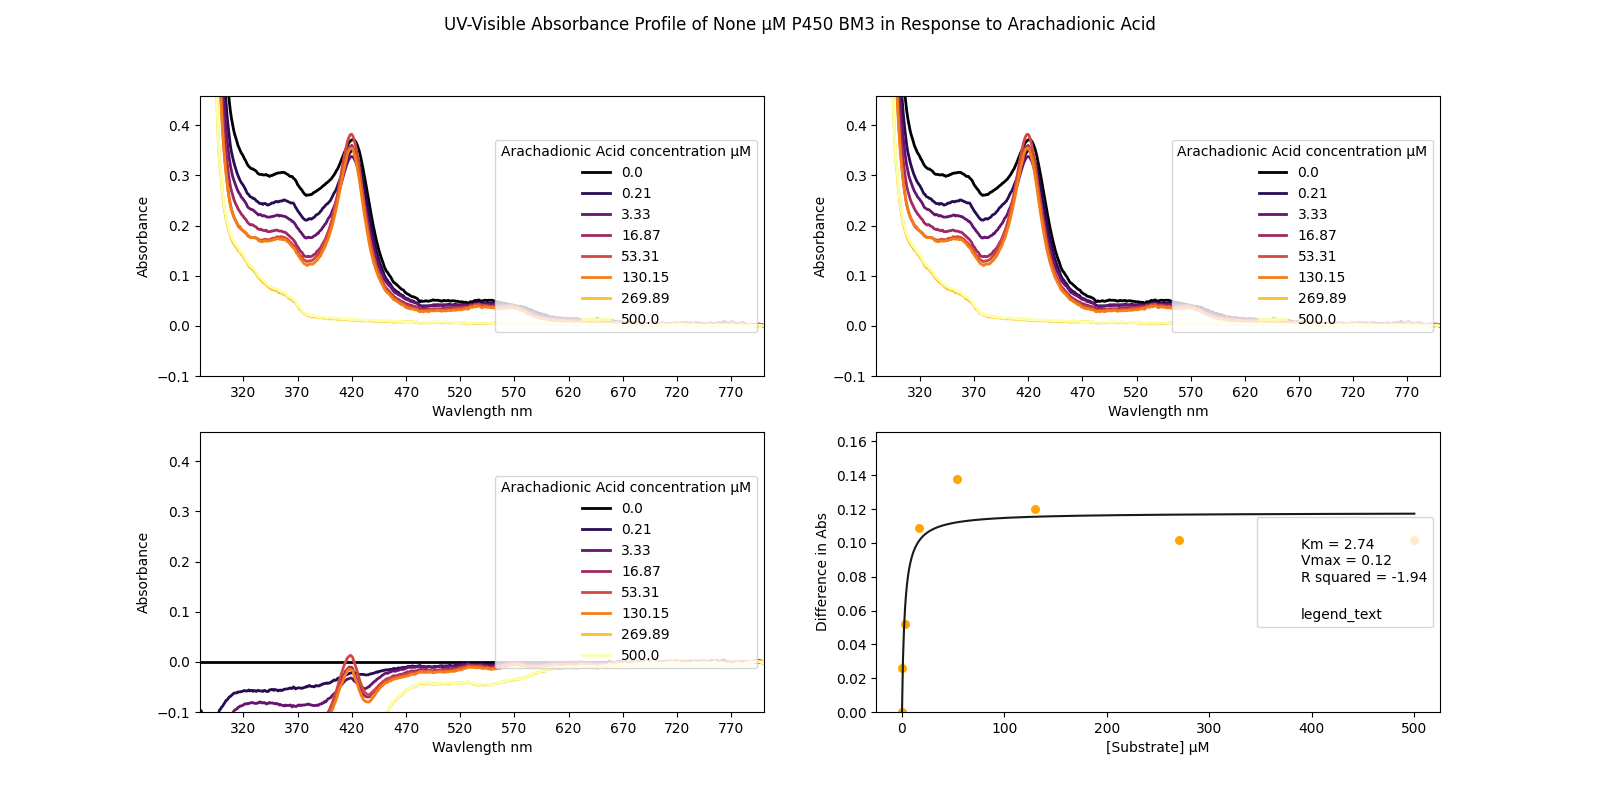 UV-Visible Absorbance Profile of None µM P450 BM3 in Response to Arachadionic Acid
Absorbance
0.4
0.3
0.2
0.1
0.0
−0.1
320 370 420 470 520 570 620 670 720 770
Wavlength nm
Arachadionic Acid concentration µM
0.0
0.21
3.33
16.87
53.31
130.15
269.89
500.0
Absorbance
0.4
0.3
0.2
0.1
0.0
−0.1
320 370 420 470 520 570 620 670 720 770
Wavlength nm
Arachadionic Acid concentration µM
0.0
0.21
3.33
16.87
53.31
130.15
269.89
500.0
Absorbance
0.4
0.3
0.2
0.1
0.0
−0.1
320 370 420 470 520 570 620 670 720 770
Wavlength nm
Arachadionic Acid concentration µM
0.0
0.21
3.33
16.87
53.31
130.15
269.89
500.0
Difference in Abs
0.16
0.14
0.12
0.10
0.08
0.06
0.04
0.02
0.00
0 100 200 300 400 500
[Substrate] µM
Km = 2.74
Vmax = 0.12
R squared = -1.94
legend_text